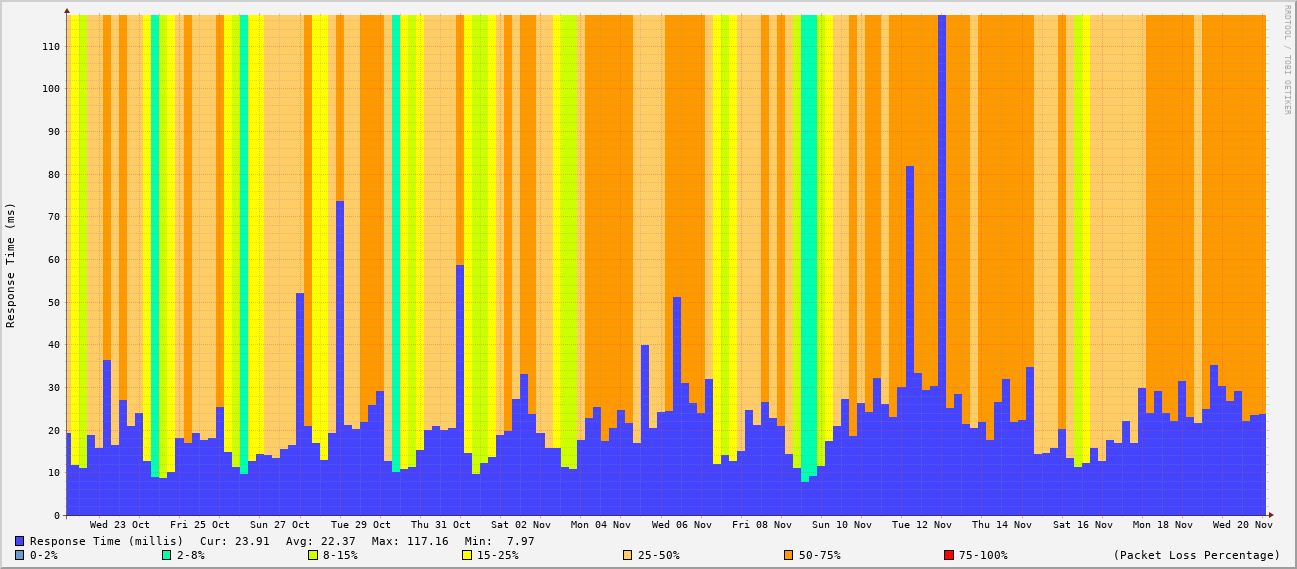 RRDTOOL / TOBI OETIKER
Response Time (ms)
110
100
90
80
70
60
50
40
30
20
10
0
Wed 23 Oct Fri 25 Oct Sun 27 Oct Tue 29 Oct Thu 31 Oct Sat 02 Nov Mon 04 Nov Wed 06 Nov Fri 08 Nov Sun 10 Nov Tue 12 Nov Thu 14 Nov Sat 16 Nov Mon 18 Nov Wed 20 Nov
Response Time (millis) Cur: 23.91 Avg: 22.37 Max: 117.16 Min: 7.97
0-2% 2-8% 8-15% 15-25% 25-50% 50-75% 75-100% (Packet Loss Percentage)